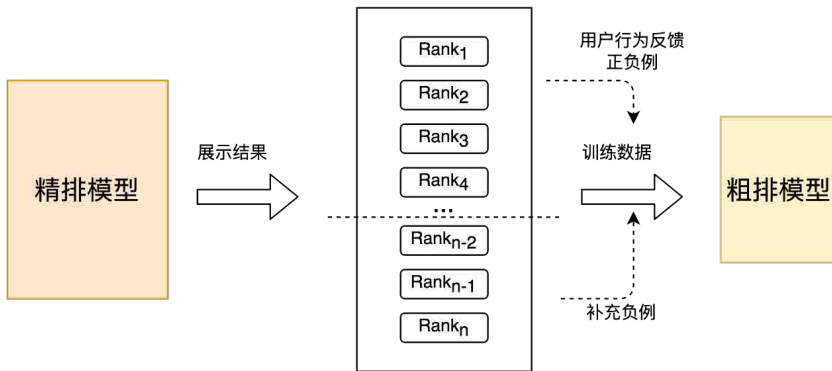 精排模型
展示结果
Rank1
Rank2
Rank3
Rank4
...
Rankn-2
Rankn-1
Rankn
用户行为反馈
正负例
训练数据
补充负例
粗排模型